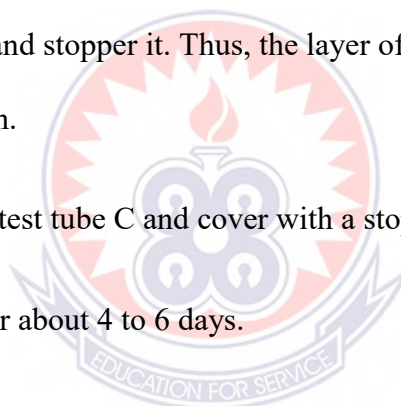 and stopper it. Thus, the layer of
n.
test tube C and cover with a stop
r about 4 to 6 days.
EDUCATION FOR SERVICE